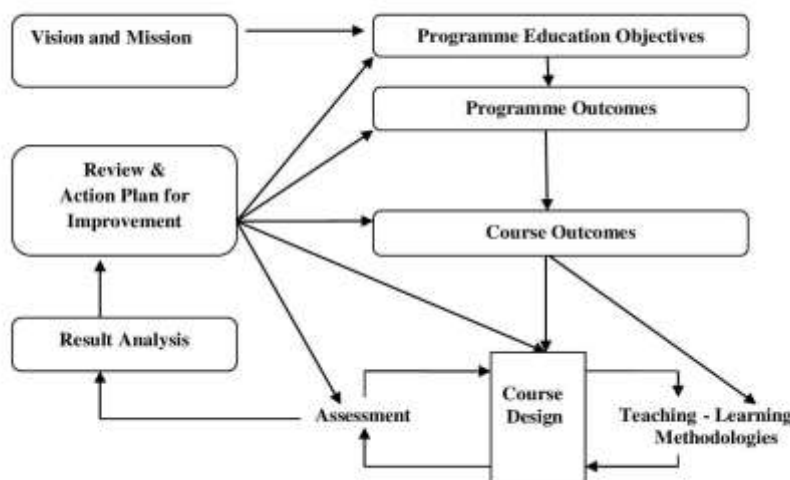 Vision and Mission
Programme Education Objectives
Programme Outcomes
Review &
Action Plan for
Improvement
Course Outcomes
Result Analysis
Assessment
Course
Design
Teaching - Learning
Methodologies